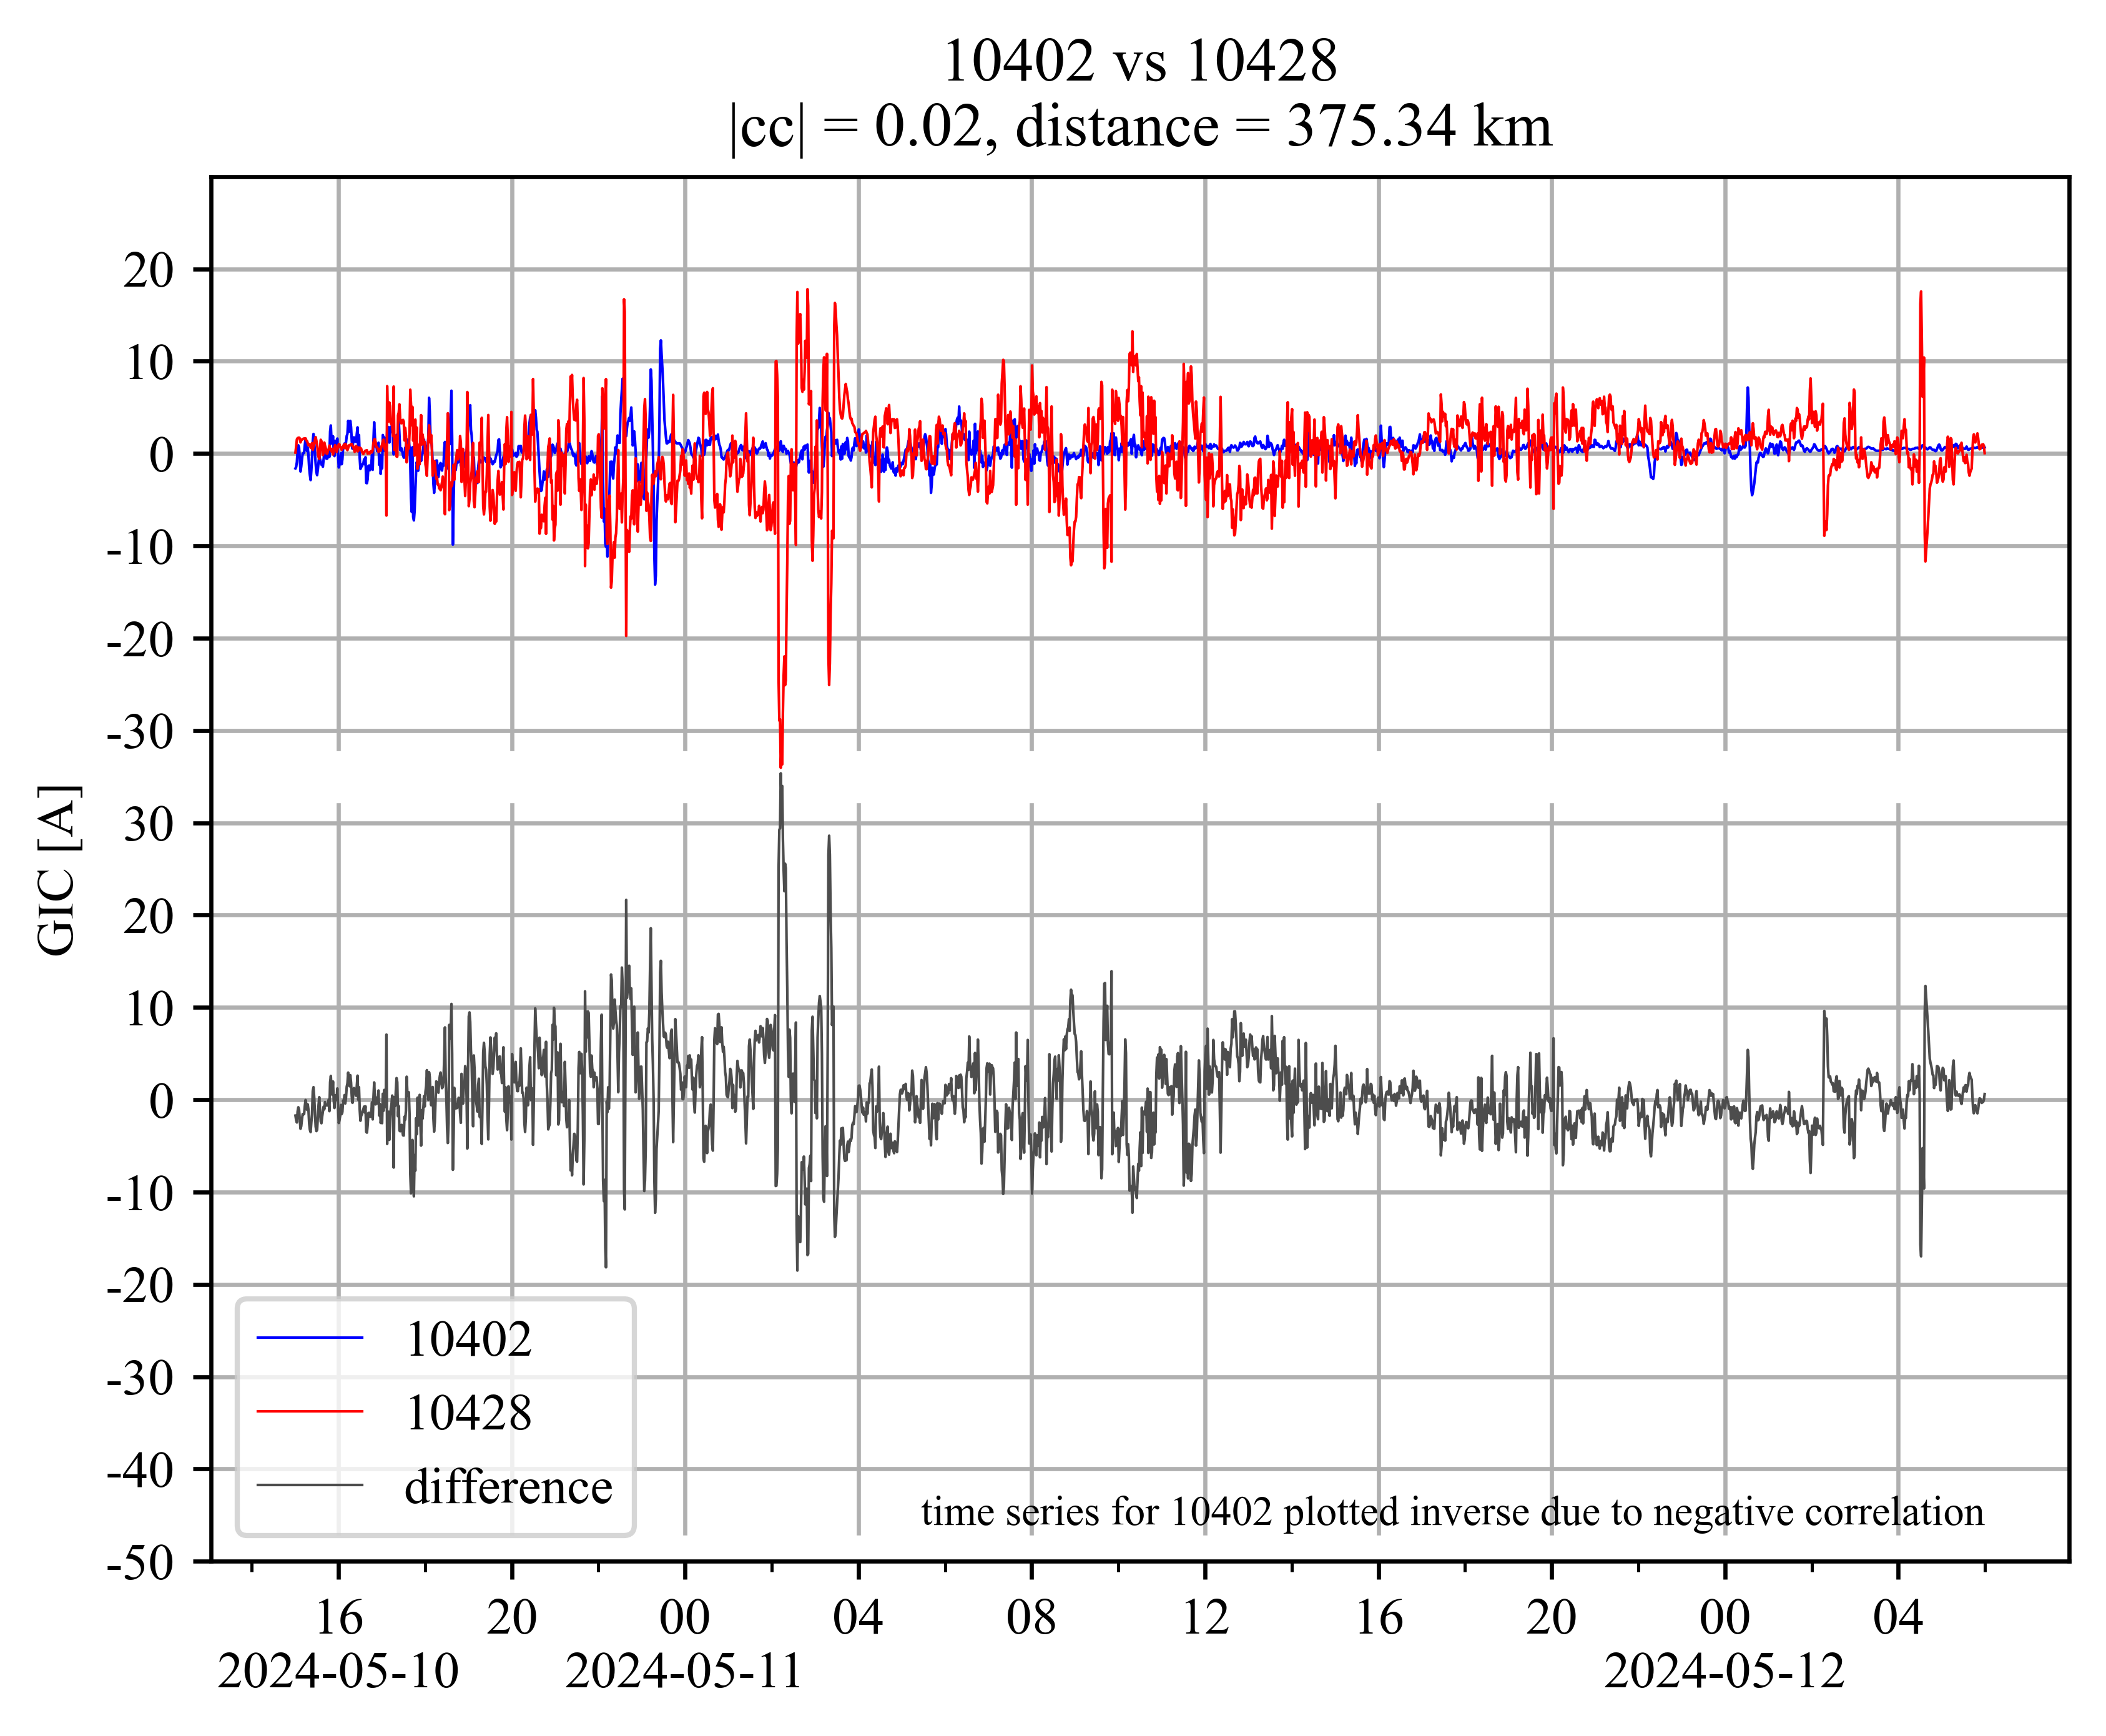 10402 vs 10428
|cc| = 0.02, distance = 375.34 km
20
10
0
-10
-20
-30
30
20
10
0
-10
-20
-30
-40
-50
GIC [A]
10402
10428
difference
time series for 10402 plotted inverse due to negative correlation
16 20 00 04 08 12 16 20 00 04
2024-05-10 2024-05-11 2024-05-12